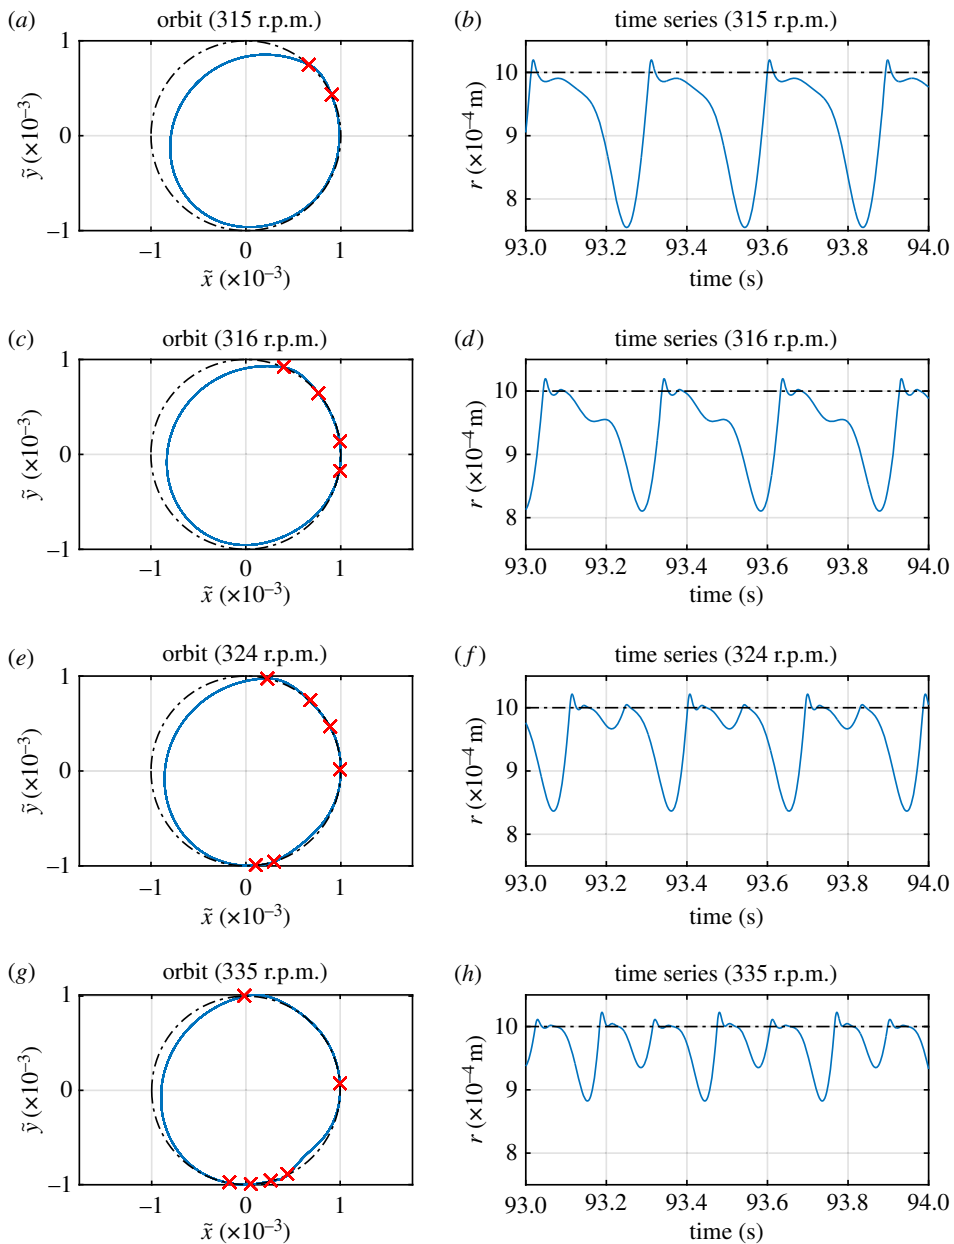 (a) orbit (315 r.p.m.)
1
0
–1
ỹ (×10⁻³)
–1 0 1
x̃ (×10⁻³)
(b) time series (315 r.p.m.)
10
9
8
r (×10⁻⁴ m)
93.0 93.2 93.4 93.6 93.8 94.0
time (s)
(c) orbit (316 r.p.m.)
1
0
–1
ỹ (×10⁻³)
–1 0 1
x̃ (×10⁻³)
(d) time series (316 r.p.m.)
10
9
8
r (×10⁻⁴ m)
93.0 93.2 93.4 93.6 93.8 94.0
time (s)
(e) orbit (324 r.p.m.)
1
0
–1
ỹ (×10⁻³)
–1 0 1
x̃ (×10⁻³)
(f) time series (324 r.p.m.)
10
9
8
r (×10⁻⁴ m)
93.0 93.2 93.4 93.6 93.8 94.0
time (s)
(g) orbit (335 r.p.m.)
1
0
–1
ỹ (×10⁻³)
–1 0 1
x̃ (×10⁻³)
(h) time series (335 r.p.m.)
10
9
8
r (×10⁻⁴ m)
93.0 93.2 93.4 93.6 93.8 94.0
time (s)